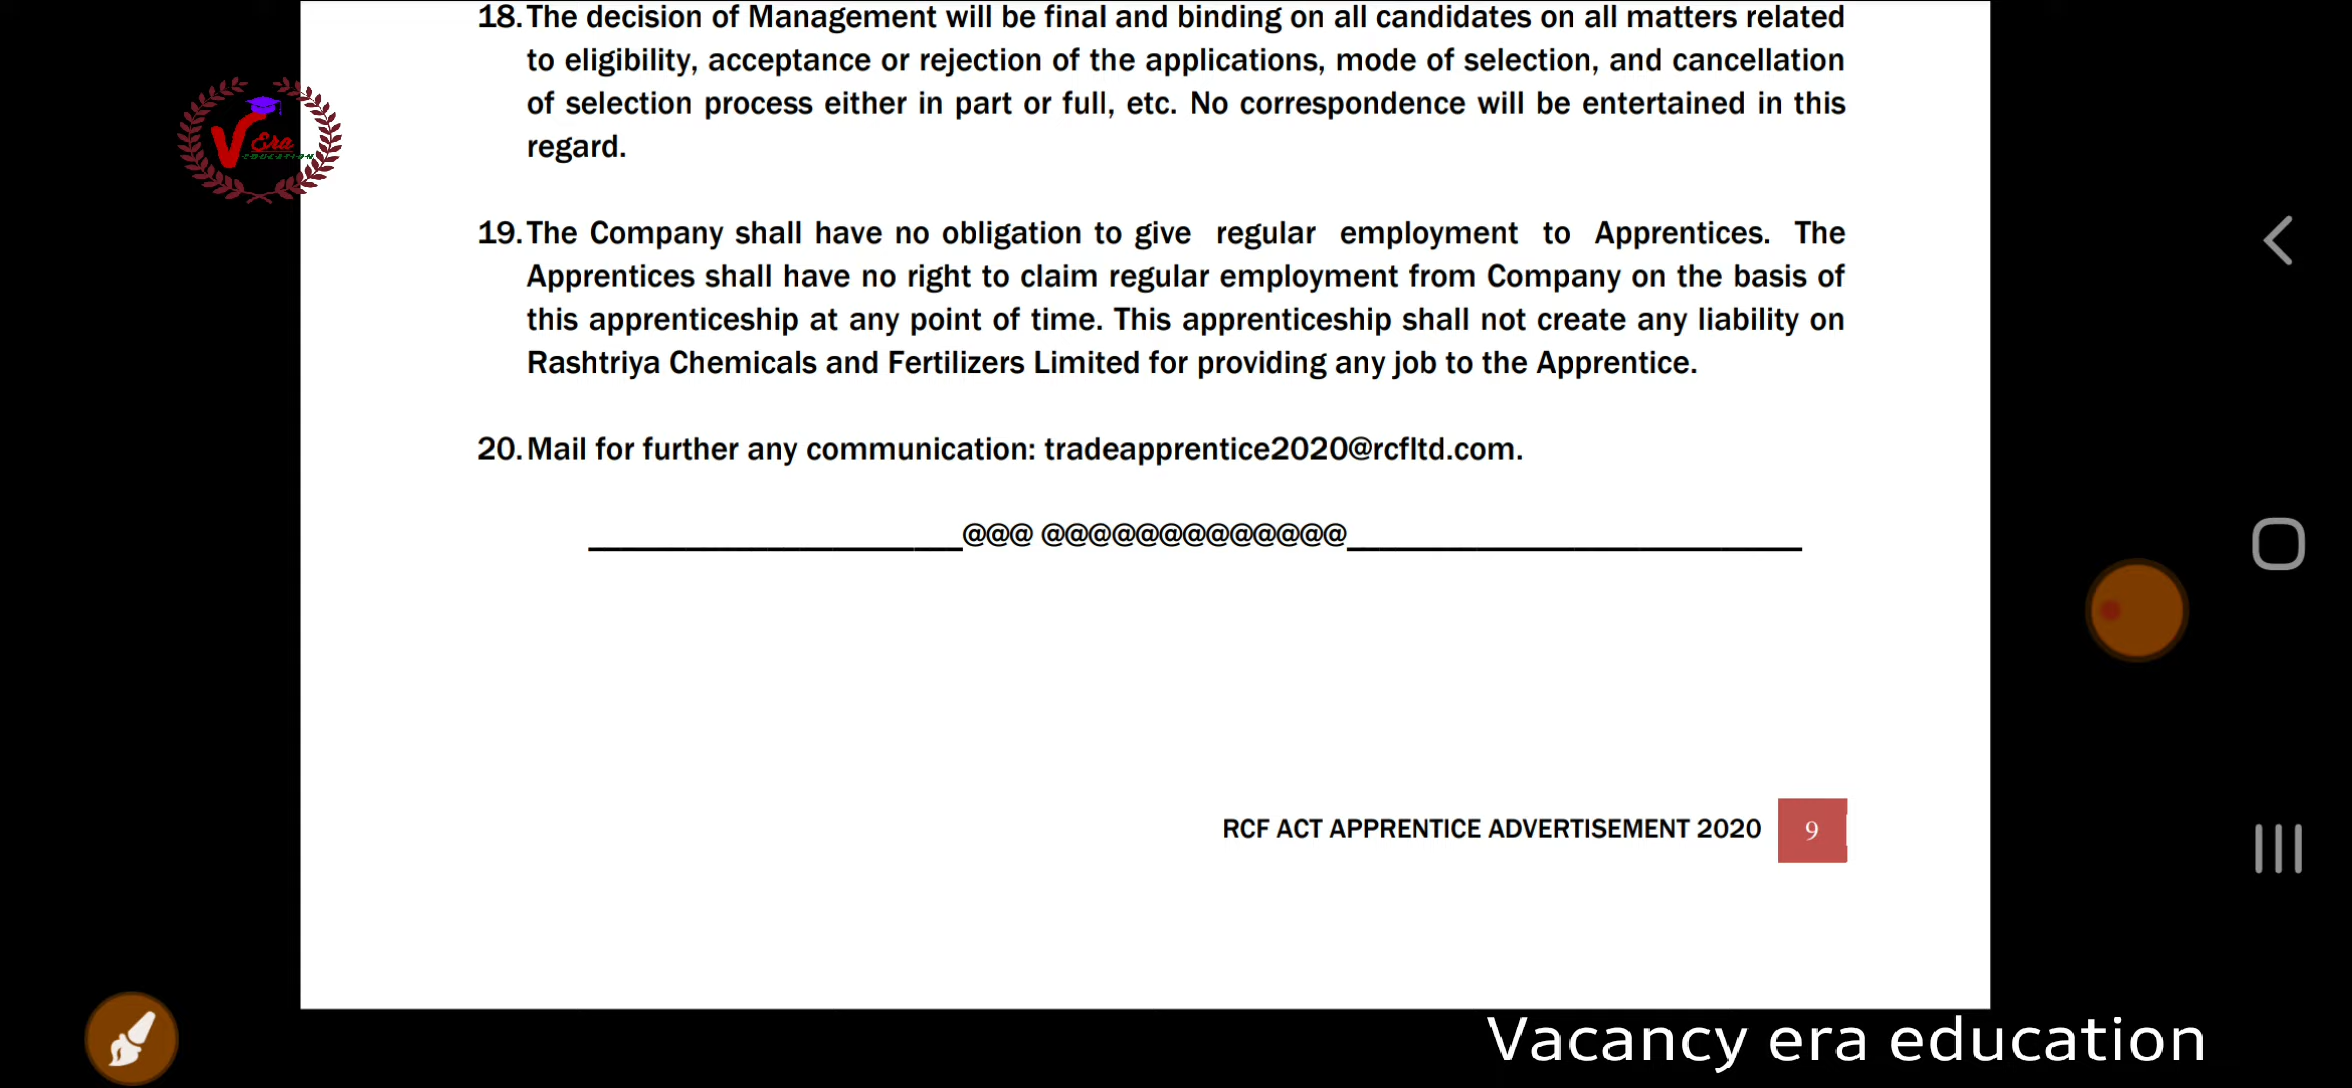 18. The decision of Management will be final and binding on all candidates on all matters related
to eligibility, acceptance or rejection of the applications, mode of selection, and cancellation
of selection process either in part or full, etc. No correspondence will be entertained in this
regard.
V Era
EDUCATION
19. The Company shall have no obligation to give regular employment to Apprentices. The
Apprentices shall have no right to claim regular employment from Company on the basis of
this apprenticeship at any point of time. This apprenticeship shall not create any liability on
Rashtriya Chemicals and Fertilizers Limited for providing any job to the Apprentice.
20. Mail for further any communication: tradeapprentice2020@rcfltd.com.
_______________________@@@ @@@@@@@@@@@@@____________________________
RCF ACT APPRENTICE ADVERTISEMENT 2020 9
Vacancy era education